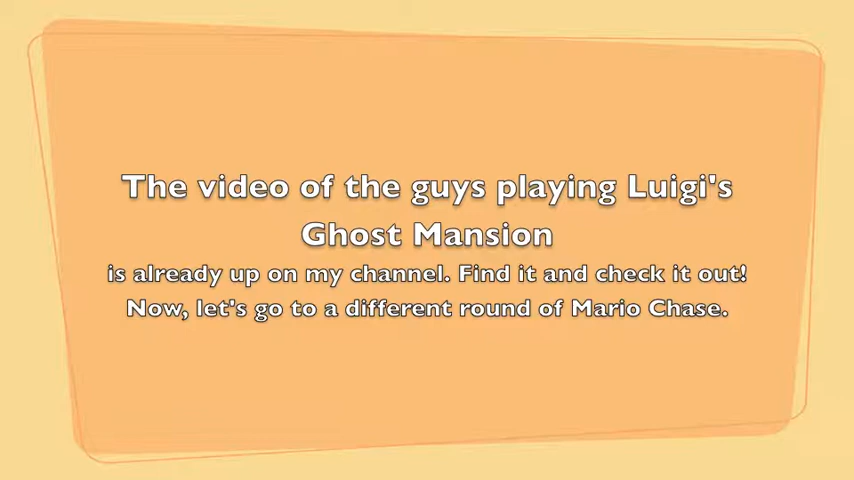 The video of the guys playing Luigi's
Ghost Mansion
is already up on my channel. Find it and check it out!
Now, let's go to a different round of Mario Chase.